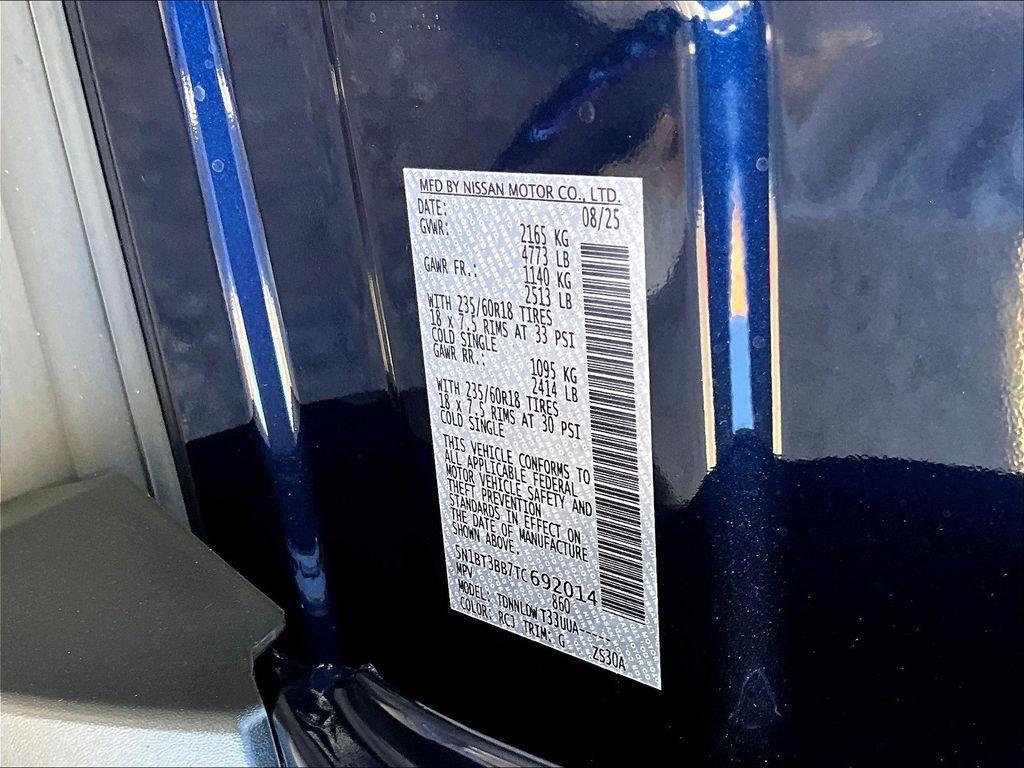 MFD BY NISSAN MOTOR CO., LTD.
DATE: 08/25
GVWR: 2165 KG
4773 LB
GAWR FR.: 1140 KG
2513 LB
WITH 235/60R18 TIRES
18 x 7.5 RIMS AT 33 PSI
COLD SINGLE
GAWR RR.: 1095 KG
2414 LB
WITH 235/60R18 TIRES
18 x 7.5 RIMS AT 30 PSI
COLD SINGLE
THIS VEHICLE CONFORMS TO
ALL APPLICABLE FEDERAL
MOTOR VEHICLE SAFETY AND
THEFT PREVENTION
STANDARDS IN EFFECT ON
THE DATE OF MANUFACTURE
SHOWN ABOVE.
5N1BT3BB7TC692014
MPV 860
MODEL: TDNNLDWT33UUA-----
COLOR: RCJ TRIM: G ZS30A